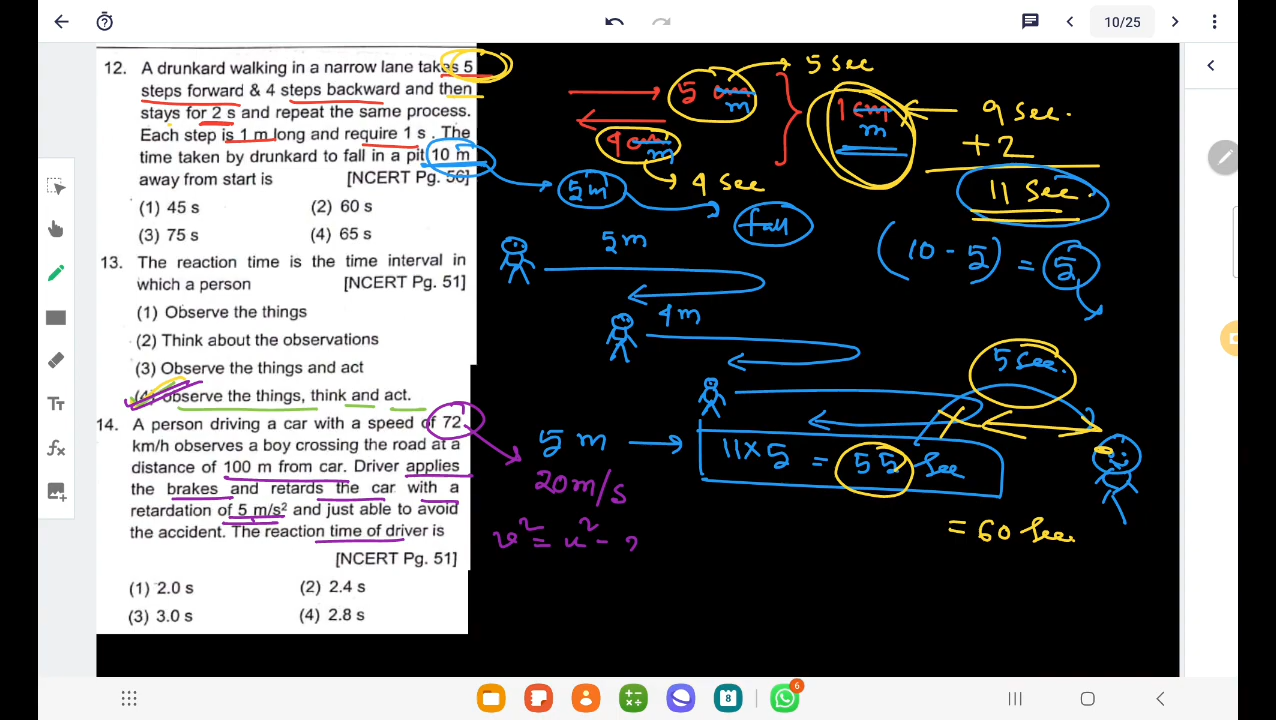 10/25
12. A drunkard walking in a narrow lane takes 5
steps forward & 4 steps backward and then
stays for 2 s and repeat the same process.
Each step is 1 m long and require 1 s . The
time taken by drunkard to fall in a pit 10 m
away from start is [NCERT Pg. 56]
(1) 45 s (2) 60 s
(3) 75 s (4) 65 s
13. The reaction time is the time interval in
which a person [NCERT Pg. 51]
(1) Observe the things
(2) Think about the observations
(3) Observe the things and act
(4) observe the things, think and act.
14. A person driving a car with a speed of 72
km/h observes a boy crossing the road at a
distance of 100 m from car. Driver applies
the brakes and retards the car with a
retardation of 5 m/s² and just able to avoid
the accident. The reaction time of driver is
[NCERT Pg. 51]
(1) 2.0 s (2) 2.4 s
(3) 3.0 s (4) 2.8 s
5 sec
5 cm m
4 cm m
4 sec
1 cm m
9 sec.
+2
11 sec.
5m
fall
(10 - 5) = 5
5m
4m
5 sec.
5 m
11 × 5 = 55 sec
= 60 sec.
20 m/s
v² = u² - 2
8
6